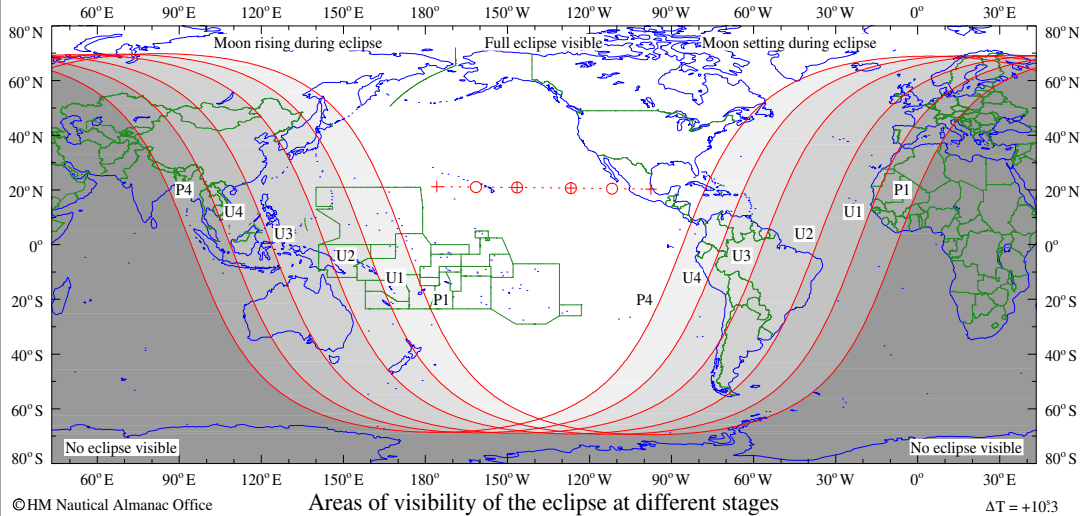 60°E 90°E 120°E 150°E 180° 150°W 120°W 90°W 60°W 30°W 0° 30°E
80°N 80°N
Moon rising during eclipse Full eclipse visible Moon setting during eclipse
60°N 60°N
40°N 40°N
20°N P4 P1 20°N
U4 U1
U3 U2
0° U2 U3 0°
U1 U4
20°S P1 P4 20°S
40°S 40°S
60°S 60°S
No eclipse visible No eclipse visible
80°S 80°S
60°E 90°E 120°E 150°E 180° 150°W 120°W 90°W 60°W 30°W 0° 30°E
©HM Nautical Almanac Office Areas of visibility of the eclipse at different stages ΔT = +10ˢ.3